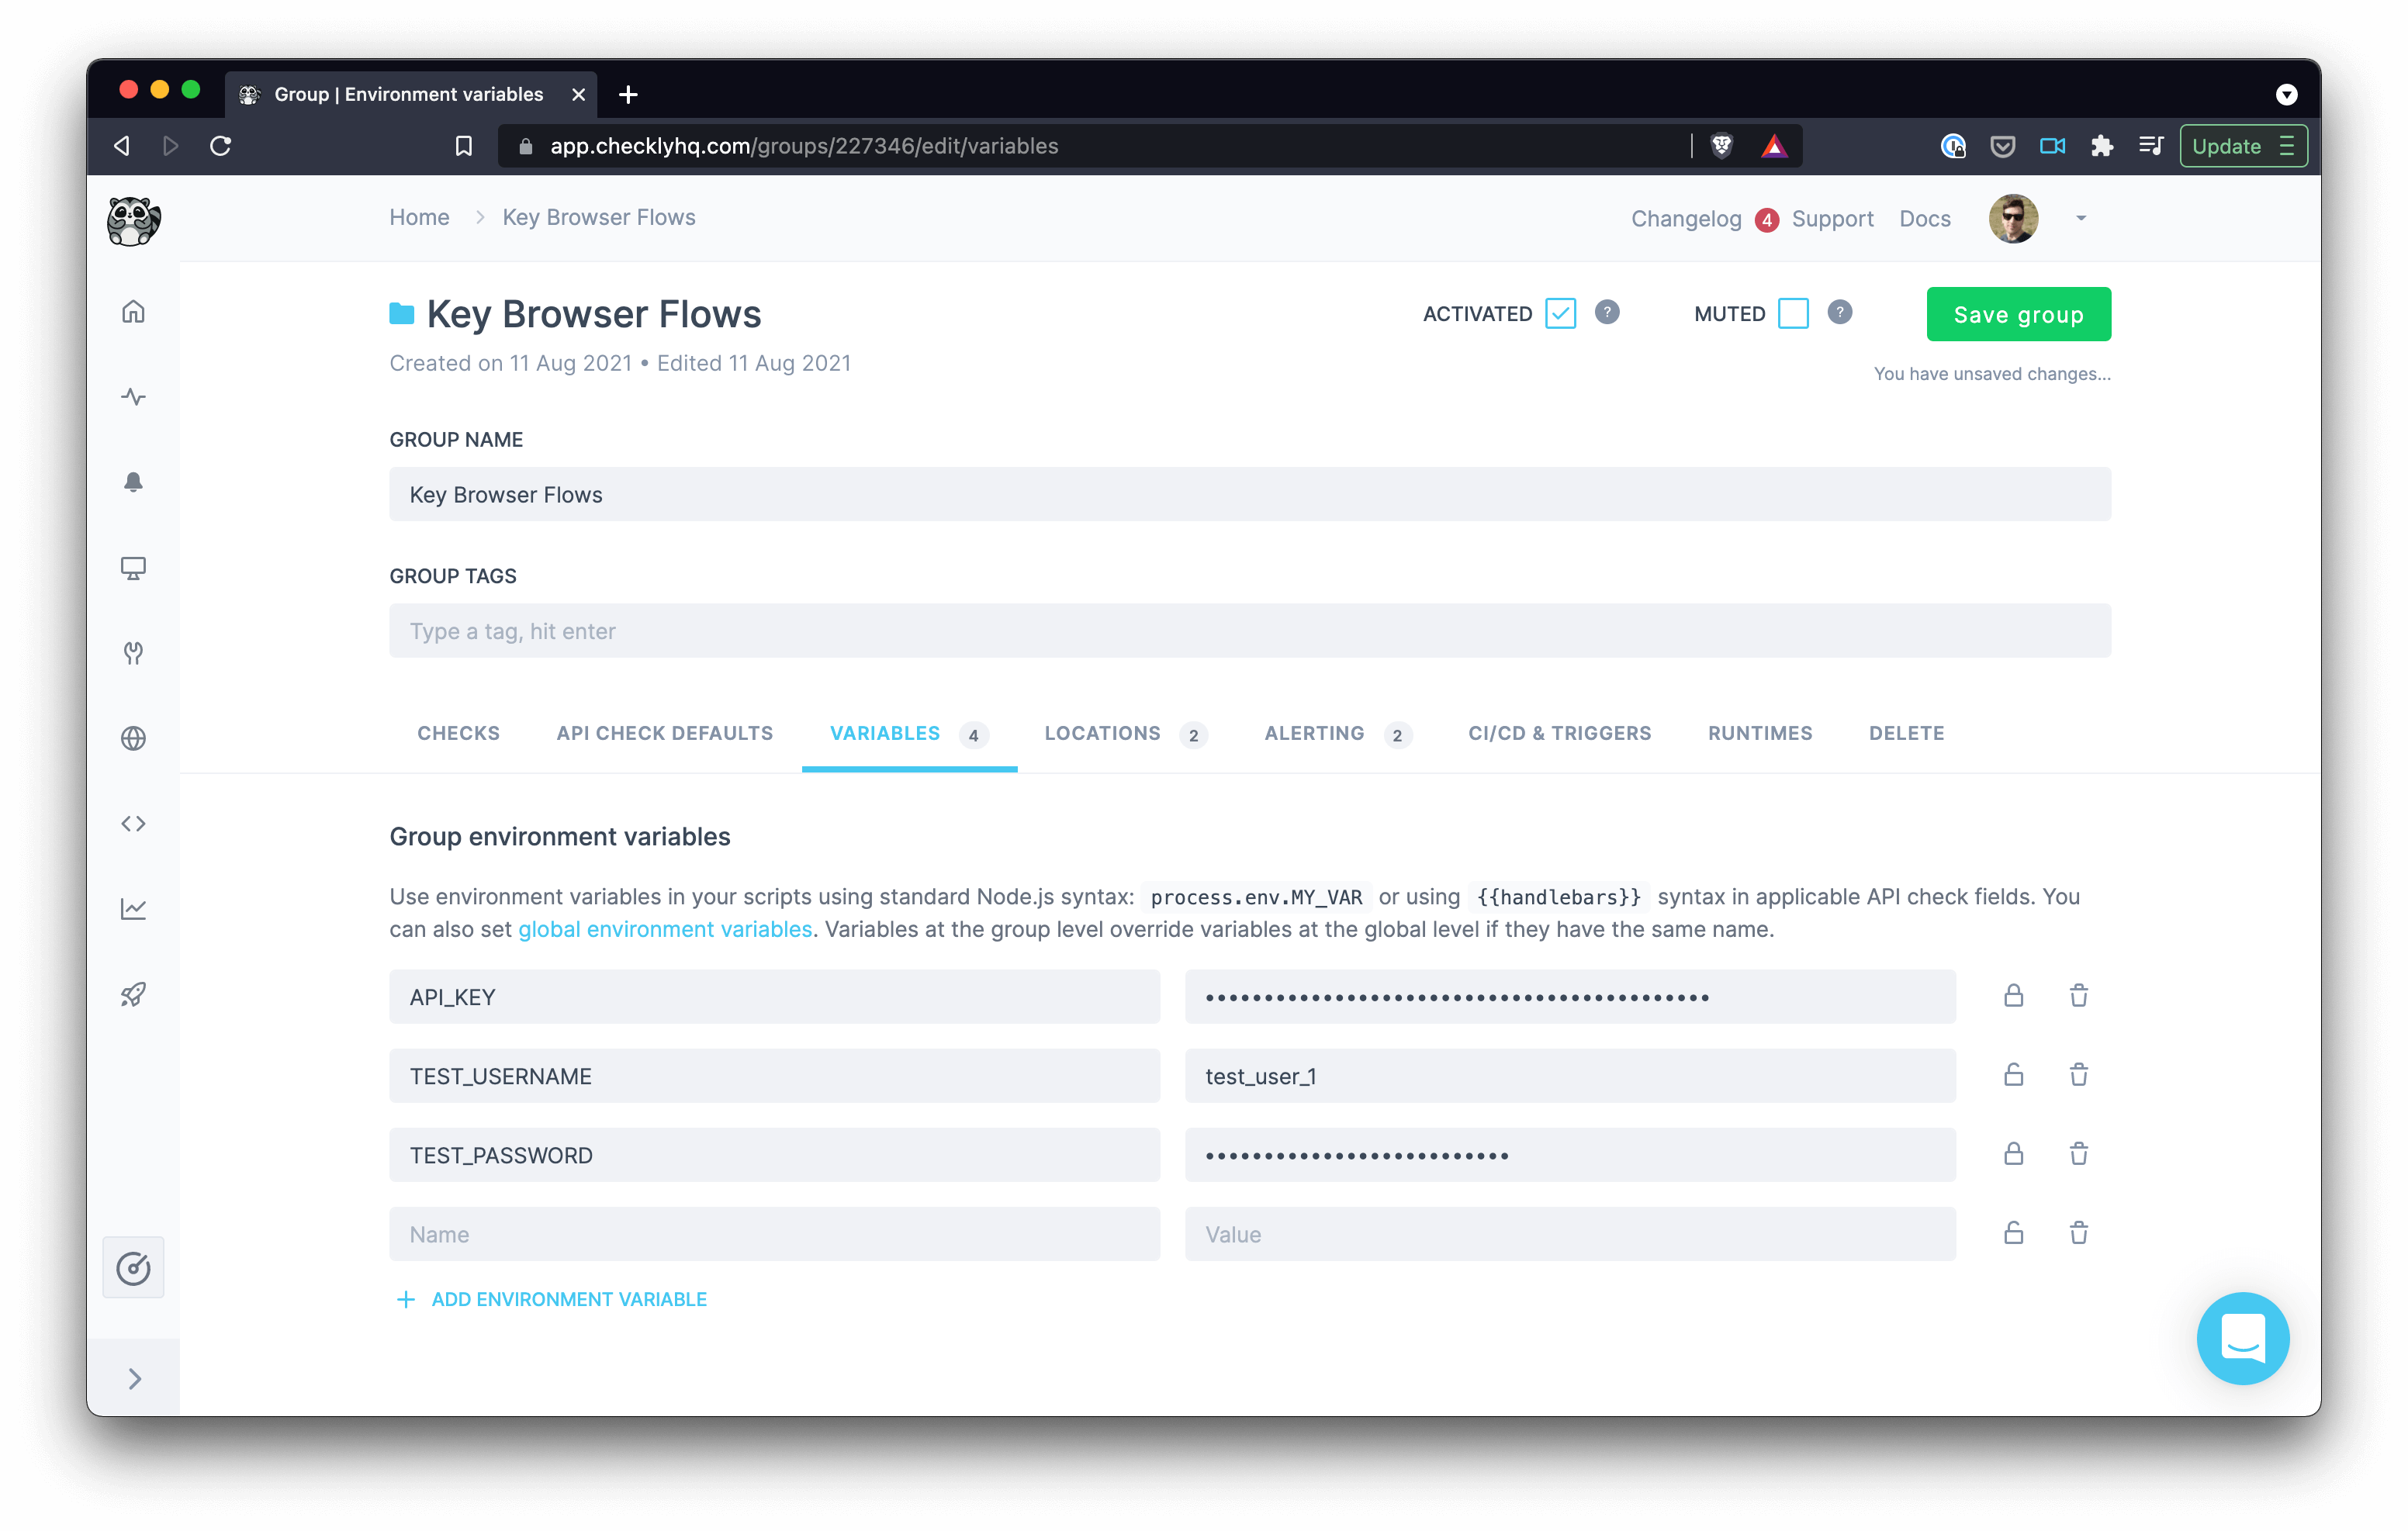 Group | Environment variables
app.checklyhq.com/groups/227346/edit/variables
Update
Home > Key Browser Flows
Changelog 4 Support Docs
Key Browser Flows
ACTIVATED ?
MUTED ?
Save group
Created on 11 Aug 2021 • Edited 11 Aug 2021
You have unsaved changes...
GROUP NAME
Key Browser Flows
GROUP TAGS
Type a tag, hit enter
CHECKS API CHECK DEFAULTS VARIABLES 4 LOCATIONS 2 ALERTING 2 CI/CD & TRIGGERS RUNTIMES DELETE
Group environment variables
Use environment variables in your scripts using standard Node.js syntax: process.env.MY_VAR or using {{handlebars}} syntax in applicable API check fields. You
can also set global environment variables. Variables at the group level override variables at the global level if they have the same name.
API_KEY
TEST_USERNAME test_user_1
TEST_PASSWORD
Name Value
+ ADD ENVIRONMENT VARIABLE